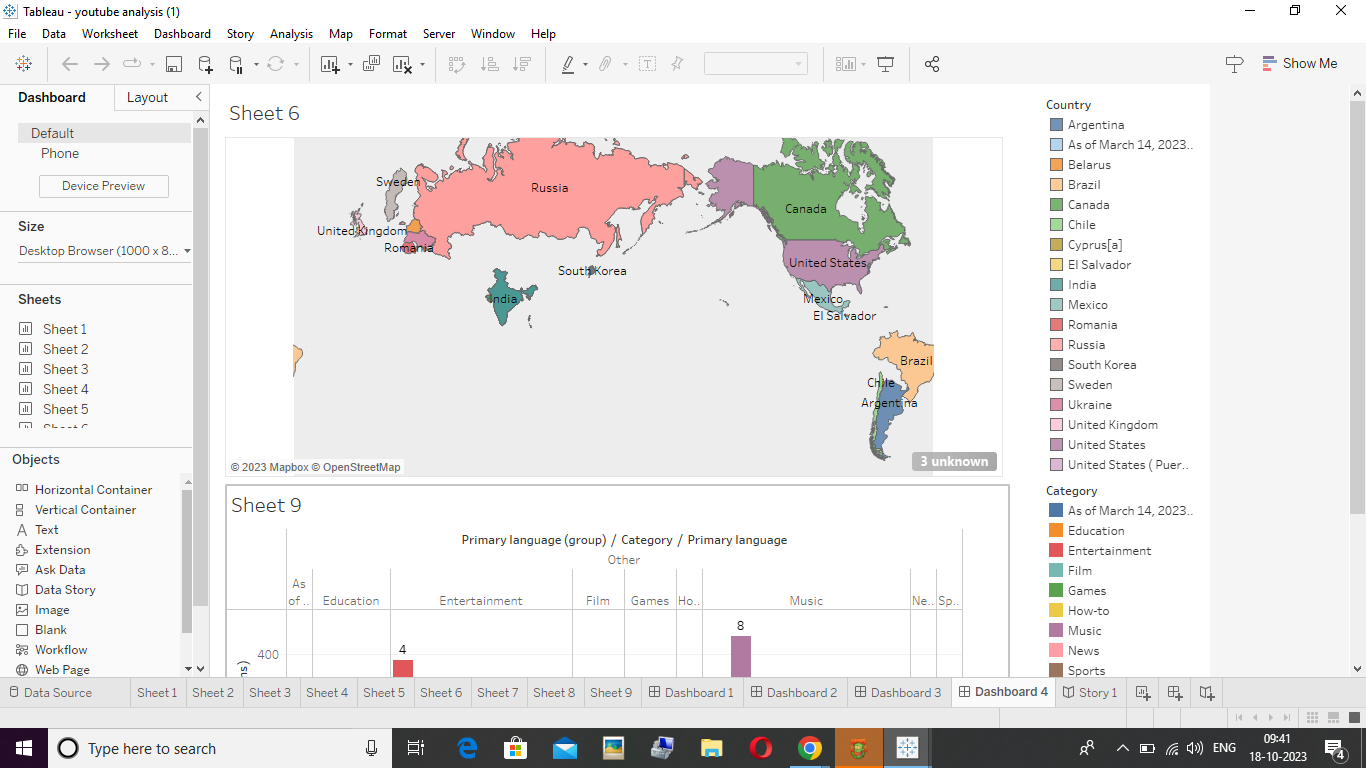 Tableau - youtube analysis (1)
File Data Worksheet Dashboard Story Analysis Map Format Server Window Help
Show Me
Dashboard Layout
Default
Phone
Device Preview
Size
Desktop Browser (1000 x 8...
Sheets
Sheet 1
Sheet 2
Sheet 3
Sheet 4
Sheet 5
Objects
Horizontal Container
Vertical Container
Text
Extension
Ask Data
Data Story
Image
Blank
Workflow
Web Page
Sheet 6
Sweden
Russia
Canada
United Kingdom
Romania
South Korea
United States
India
Mexico
El Salvador
Brazil
Chile
Argentina
© 2023 Mapbox © OpenStreetMap
3 unknown
Sheet 9
Primary language (group) / Category / Primary language
Other
As
of .. Education Entertainment Film Games Ho.. Music Ne.. Sp..
8
4
400
ns)
Country
Argentina
As of March 14, 2023..
Belarus
Brazil
Canada
Chile
Cyprus[a]
El Salvador
India
Mexico
Romania
Russia
South Korea
Sweden
Ukraine
United Kingdom
United States
United States ( Puer..
Category
As of March 14, 2023..
Education
Entertainment
Film
Games
How-to
Music
News
Sports
Data Source Sheet 1 Sheet 2 Sheet 3 Sheet 4 Sheet 5 Sheet 6 Sheet 7 Sheet 8 Sheet 9 Dashboard 1 Dashboard 2 Dashboard 3 Dashboard 4 Story 1
Type here to search
ENG
09:41
18-10-2023
4